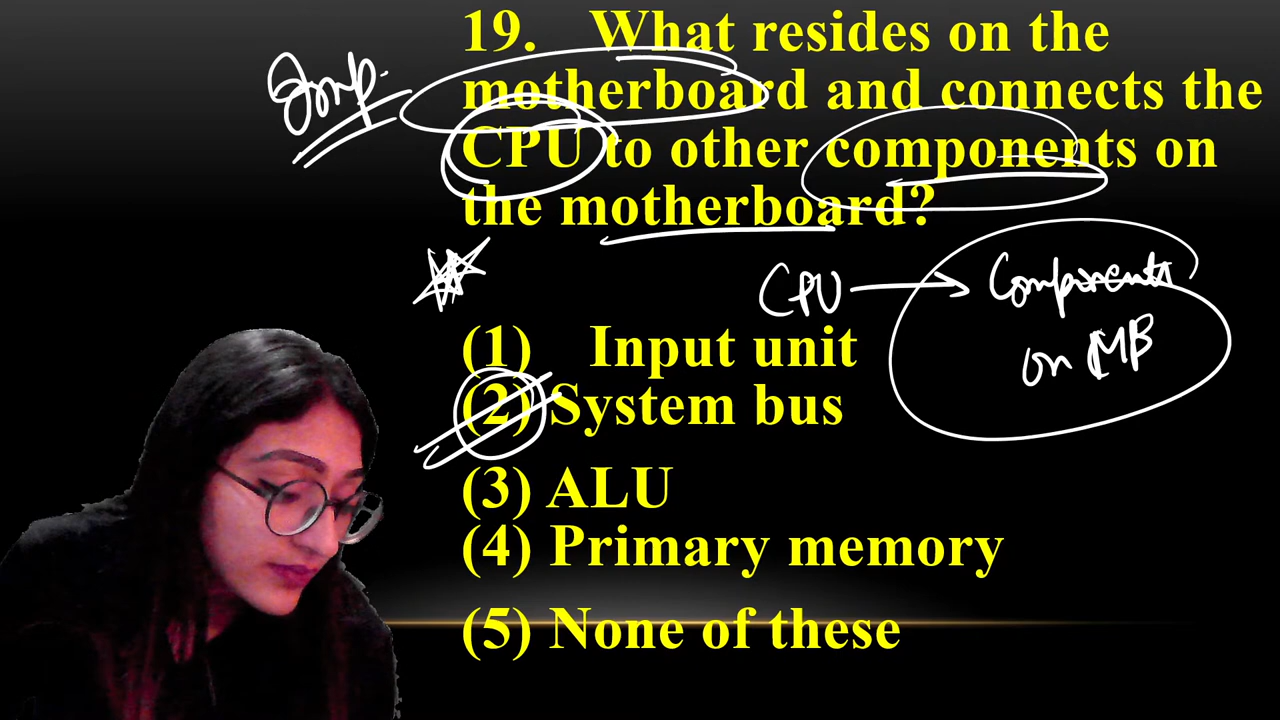 19. What resides on the
Imp.
motherboard and connects the
CPU to other components on
the motherboard?
CPU → Components
on MB
(1) Input unit
(2) System bus
(3) ALU
(4) Primary memory
(5) None of these